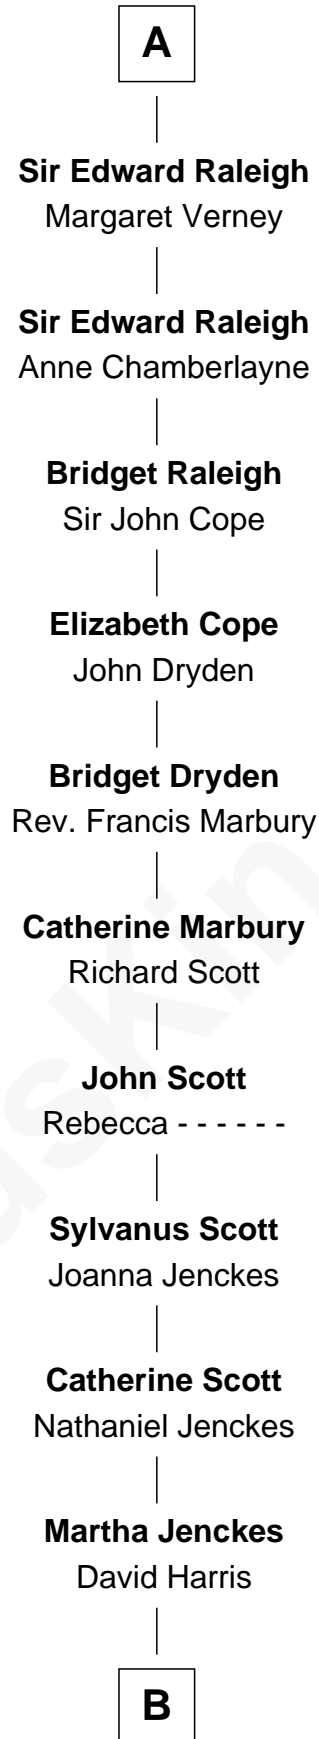 A
Sir Edward Raleigh
Margaret Verney
Sir Edward Raleigh
Anne Chamberlayne
Bridget Raleigh
Sir John Cope
Elizabeth Cope
John Dryden
Bridget Dryden
Rev. Francis Marbury
Catherine Marbury
Richard Scott
John Scott
Rebecca - - - - - -
Sylvanus Scott
Joanna Jenckes
Catherine Scott
Nathaniel Jenckes
Martha Jenckes
David Harris
B